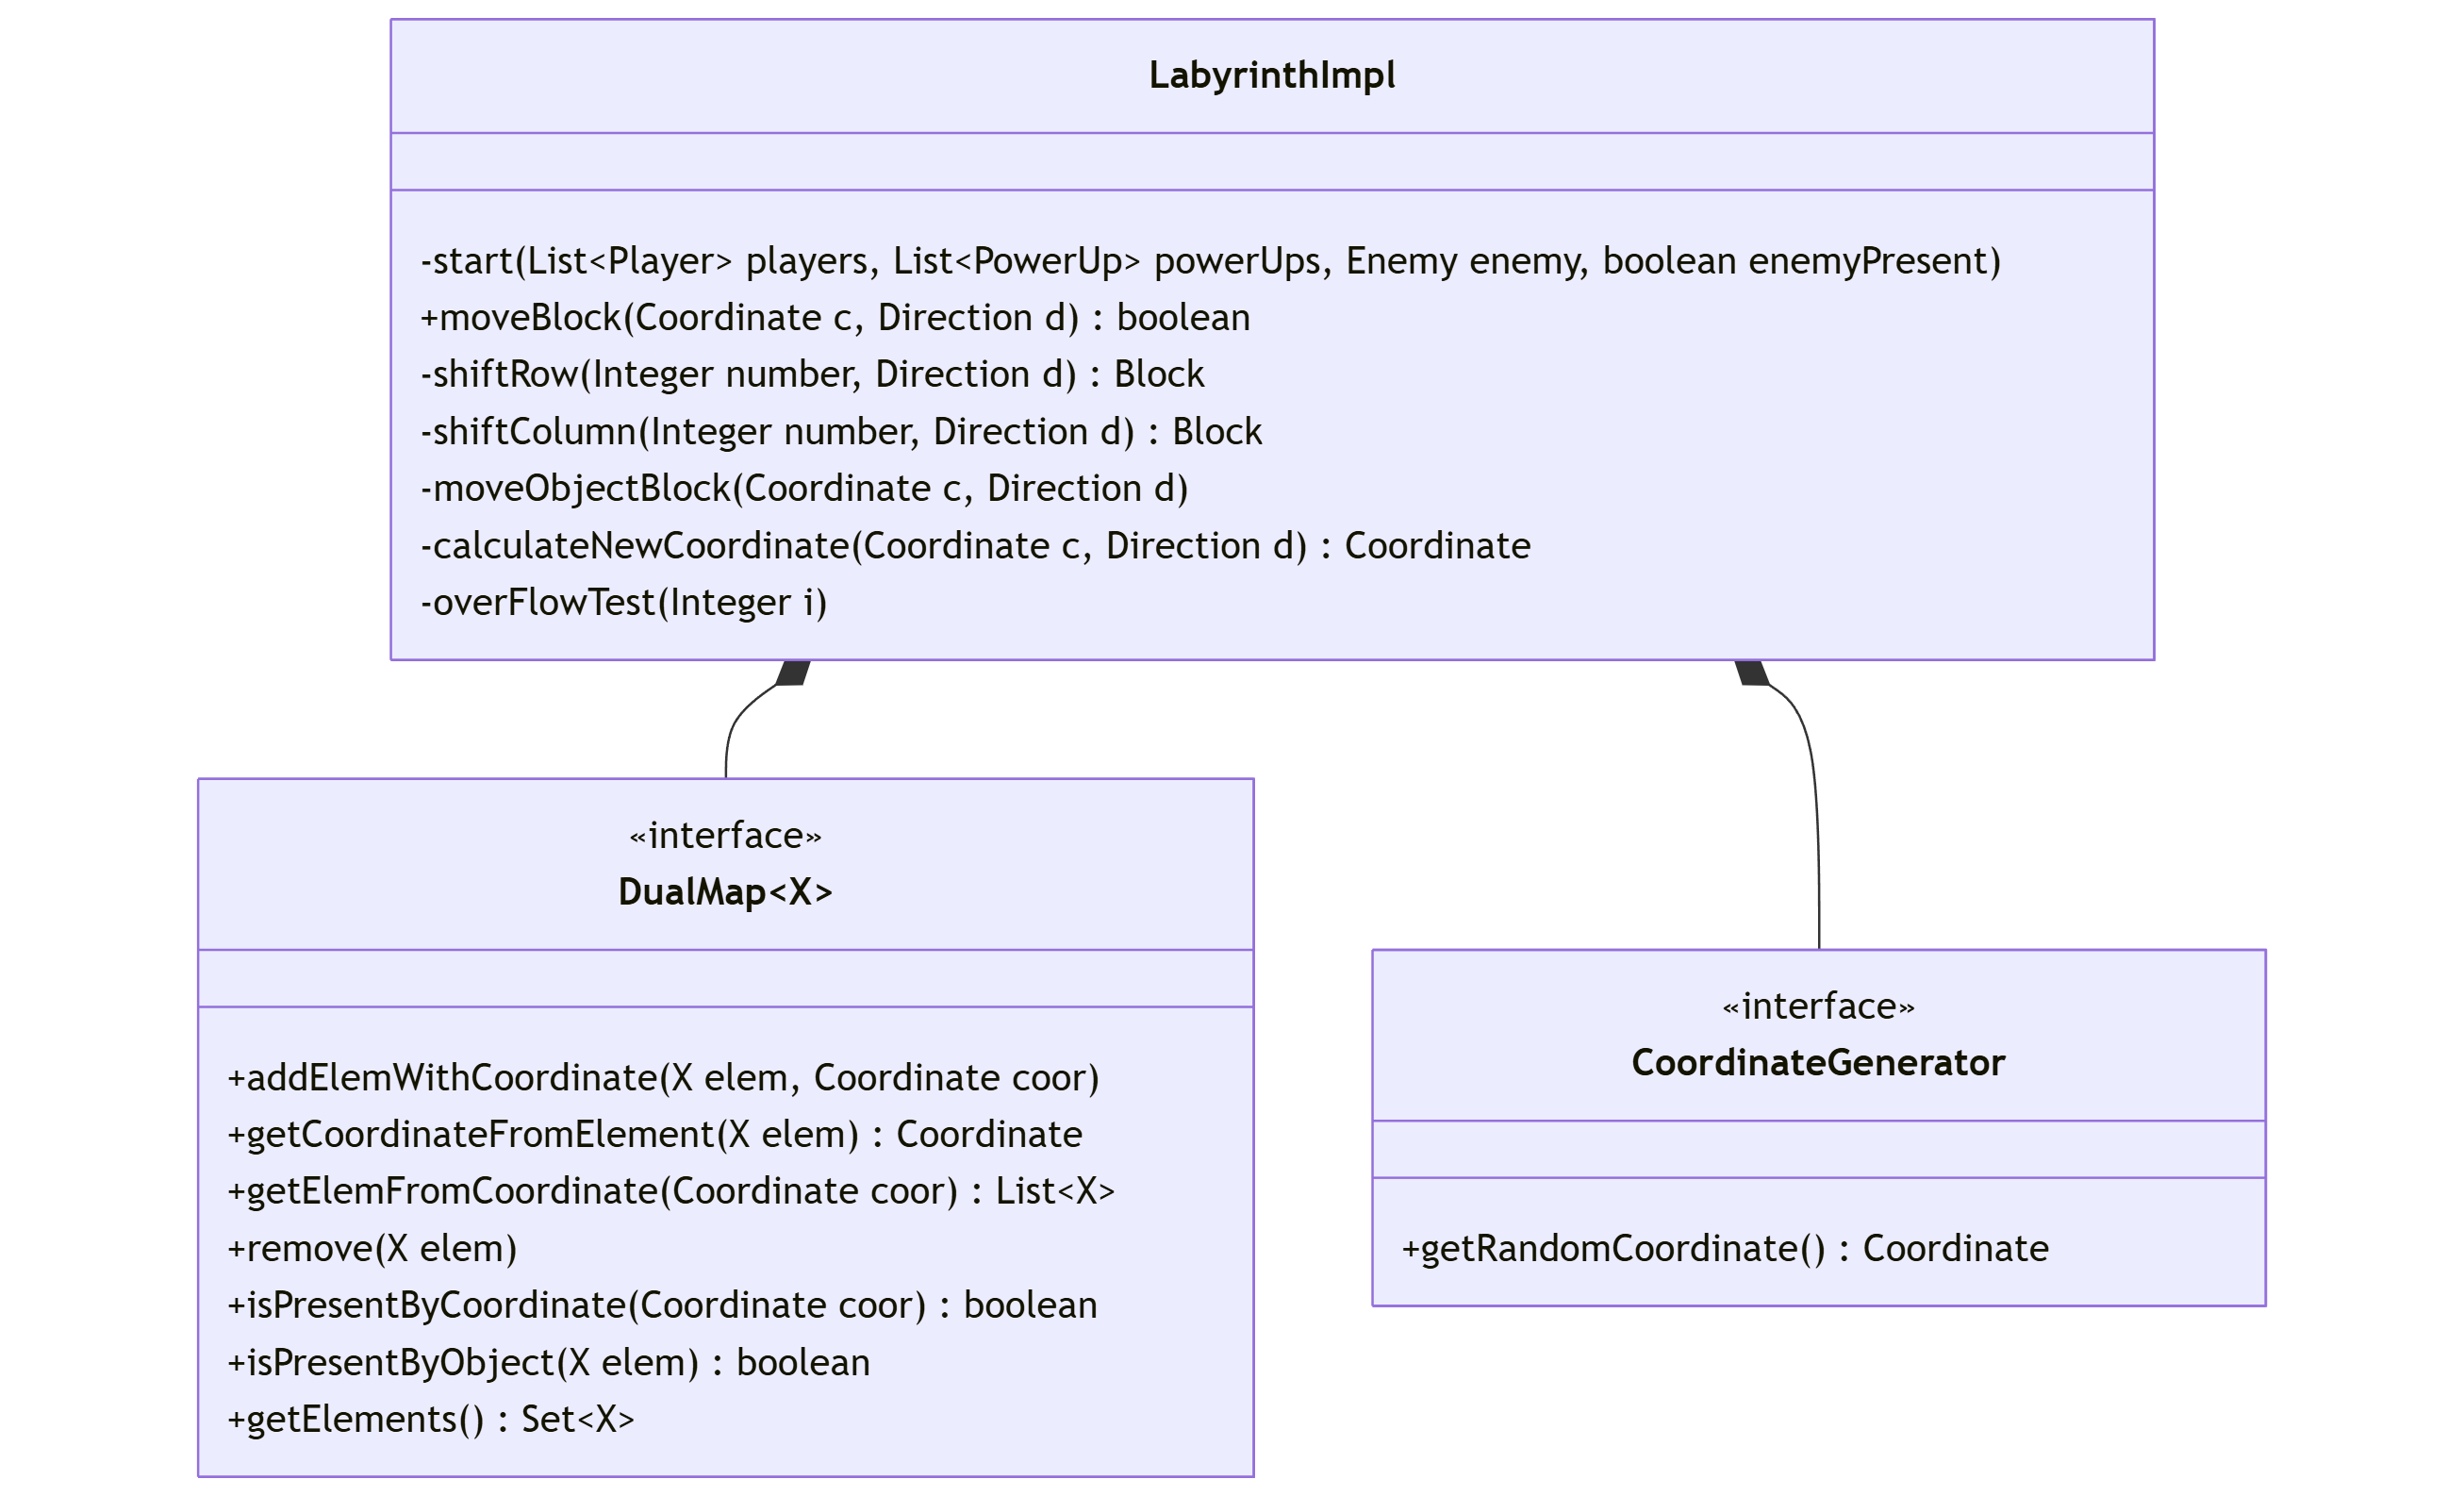 LabyrinthImpl
-start(List<Player> players, List<PowerUp> powerUps, Enemy enemy, boolean enemyPresent)
+moveBlock(Coordinate c, Direction d) : boolean
-shiftRow(Integer number, Direction d) : Block
-shiftColumn(Integer number, Direction d) : Block
-moveObjectBlock(Coordinate c, Direction d)
-calculateNewCoordinate(Coordinate c, Direction d) : Coordinate
-overFlowTest(Integer i)
«interface»
DualMap<X>
+addElemWithCoordinate(X elem, Coordinate coor)
+getCoordinateFromElement(X elem) : Coordinate
+getElemFromCoordinate(Coordinate coor) : List<X>
+remove(X elem)
+isPresentByCoordinate(Coordinate coor) : boolean
+isPresentByObject(X elem) : boolean
+getElements() : Set<X>
«interface»
CoordinateGenerator
+getRandomCoordinate() : Coordinate